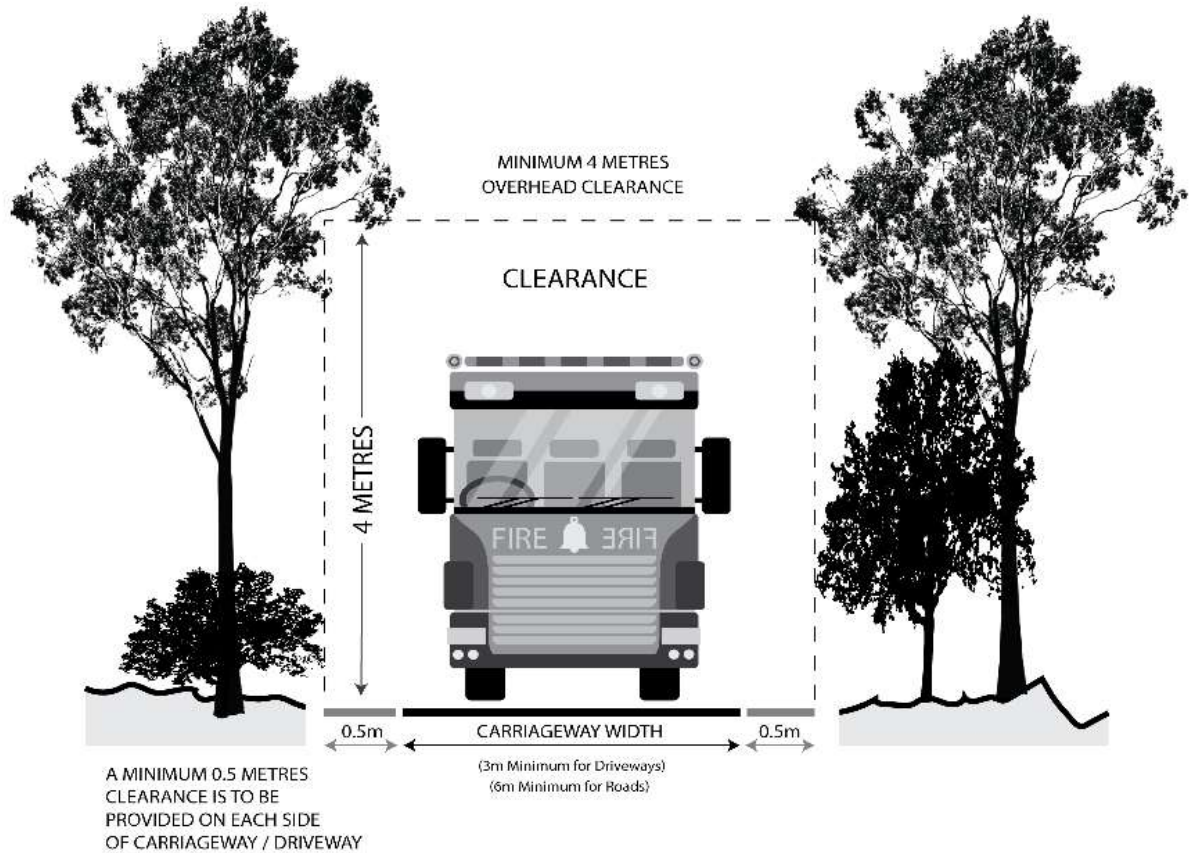 MINIMUM 4 METRES
OVERHEAD CLEARANCE
CLEARANCE
4 METRES
FIRE FIRE
0.5m
CARRIAGEWAY WIDTH
0.5m
(3m Minimum for Driveways)
(6m Minimum for Roads)
A MINIMUM 0.5 METRES
CLEARANCE IS TO BE
PROVIDED ON EACH SIDE
OF CARRIAGEWAY / DRIVEWAY